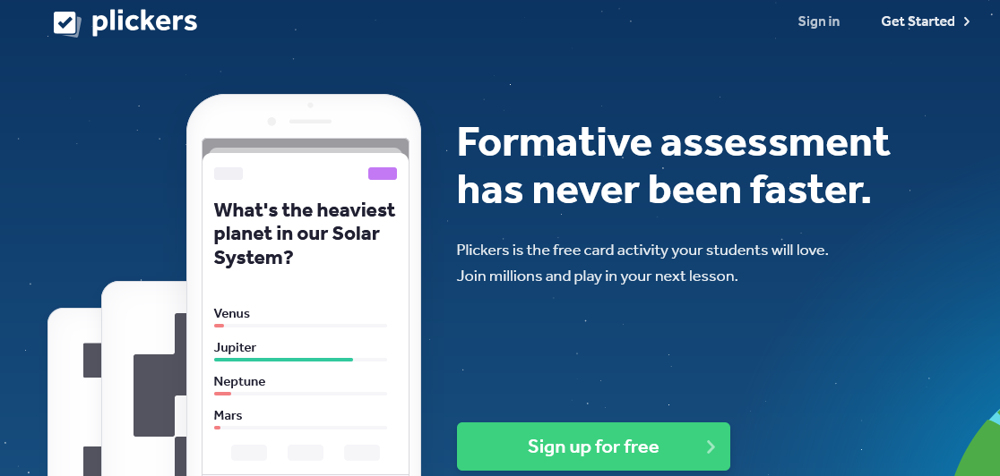 plickers
Sign in
Get Started
Formative assessment
has never been faster.
Plickers is the free card activity your students will love.
Join millions and play in your next lesson.
Sign up for free
What's the heaviest
planet in our Solar
System?
Venus
Jupiter
Neptune
Mars